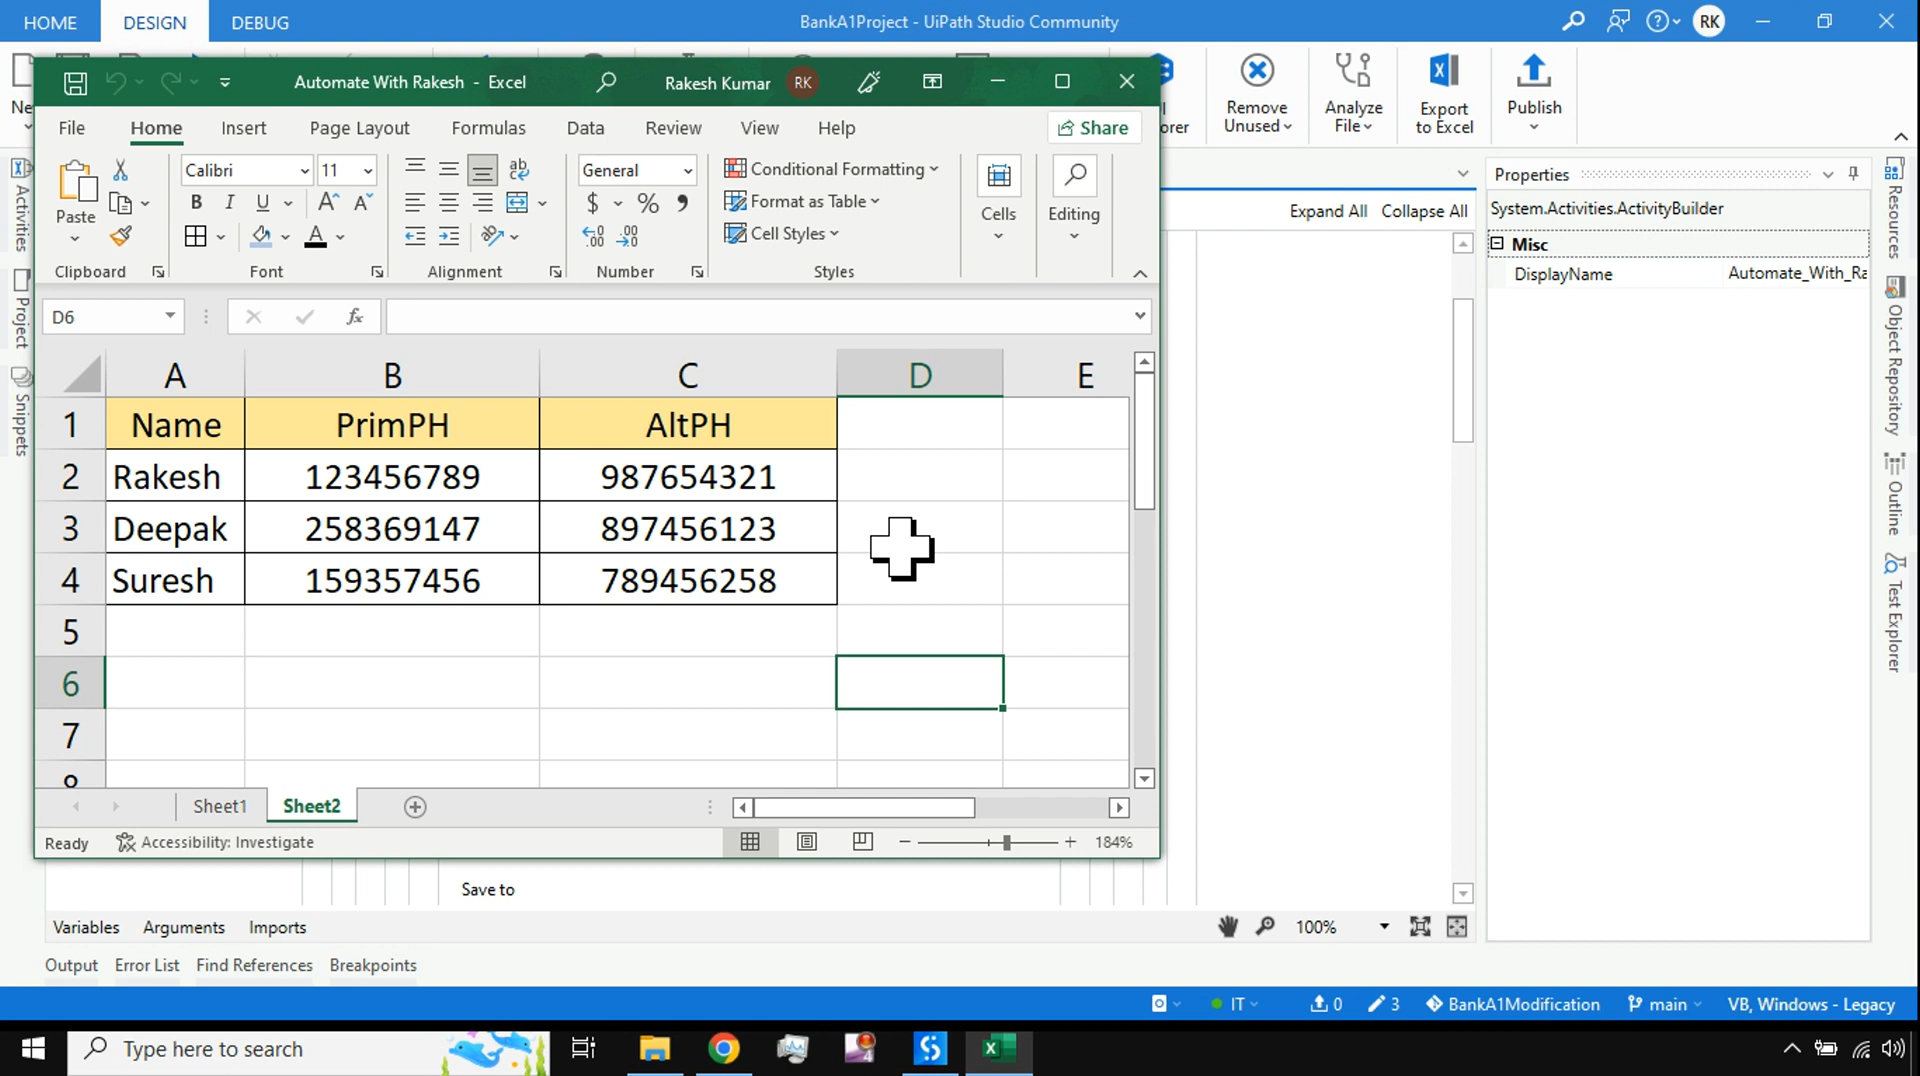 HOME DESIGN DEBUG BankA1Project - UiPath Studio Community RK
Automate With Rakesh - Excel Rakesh Kumar RK
File Home Insert Page Layout Formulas Data Review View Help Share
Remove Unused Analyze File Export to Excel Publish
Calibri 11 General Conditional Formatting
Paste B I U A A $ % Format as Table Cells Editing
A Cell Styles
Clipboard Font Alignment Number Styles
D6 fx
A B C D E
1 Name PrimPH AltPH
2 Rakesh 123456789 987654321
3 Deepak 258369147 897456123
4 Suresh 159357456 789456258
5
6
7
8
Sheet1 Sheet2
Ready Accessibility: Investigate 184%
Activities
Project
Snippets
Expand All Collapse All
Properties
System.Activities.ActivityBuilder
Misc
DisplayName Automate_With_Ra
Resources
Object Repository
Outline
Test Explorer
Save to
Variables Arguments Imports 100%
Output Error List Find References Breakpoints
IT 0 3 BankA1Modification main VB, Windows - Legacy
Type here to search